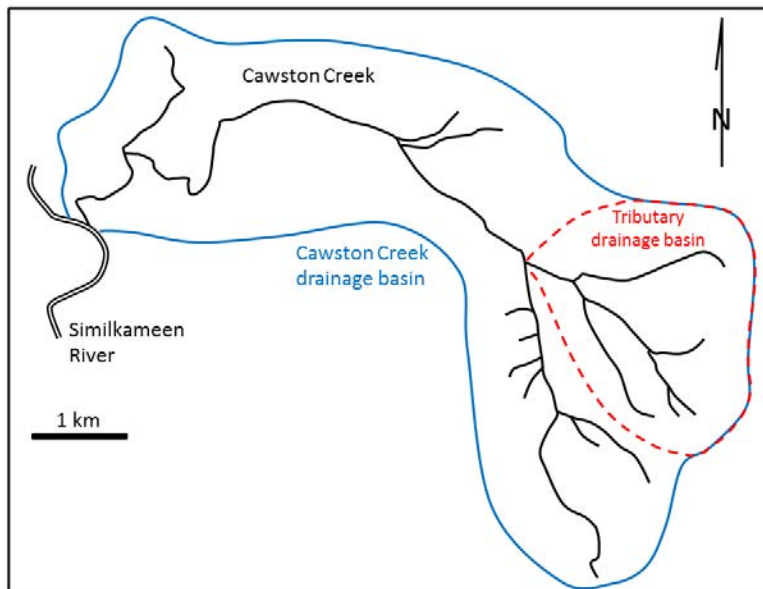 Cawston Creek
N
Tributary
drainage basin
Cawston Creek
drainage basin
Similkameen
River
1 km